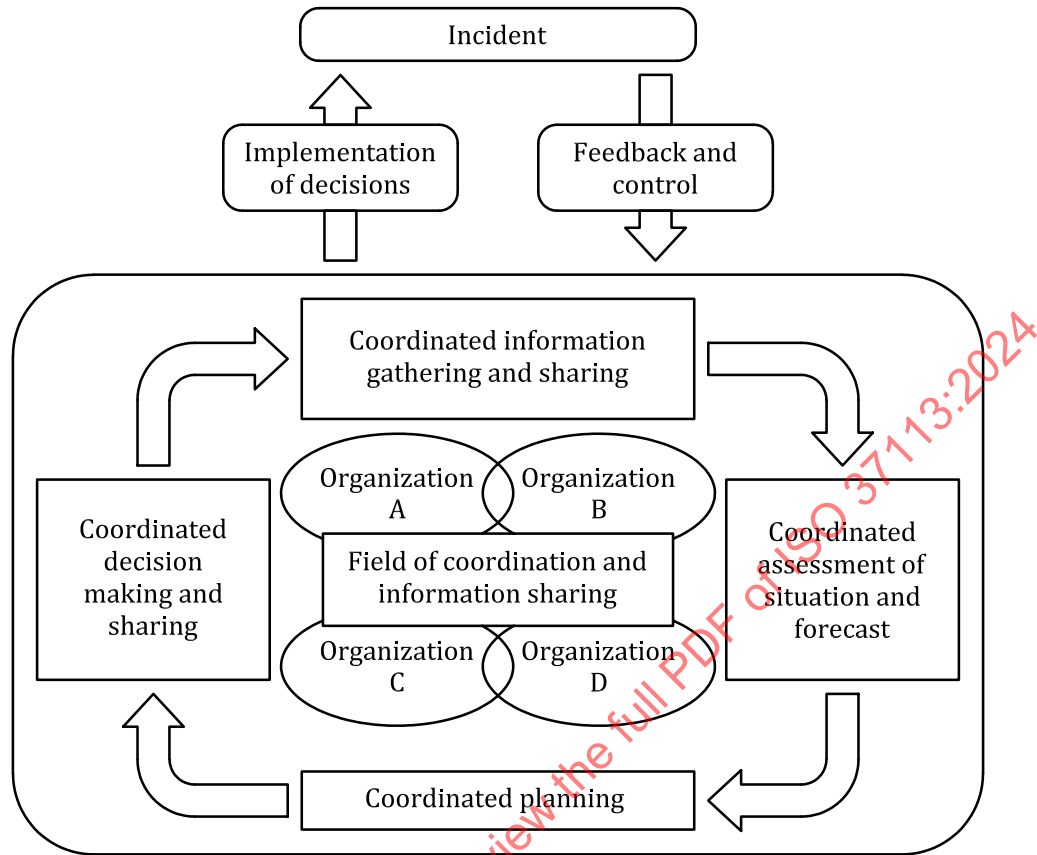 Incident
Implementation
of decisions
Feedback and
control
Coordinated information
gathering and sharing
Organization
A
Organization
B
Coordinated
decision
making and
sharing
Field of coordination and
information sharing
Coordinated
assessment of
situation and
forecast
Organization
C
Organization
D
Coordinated planning
view the full PDF of ISO 37113:2024